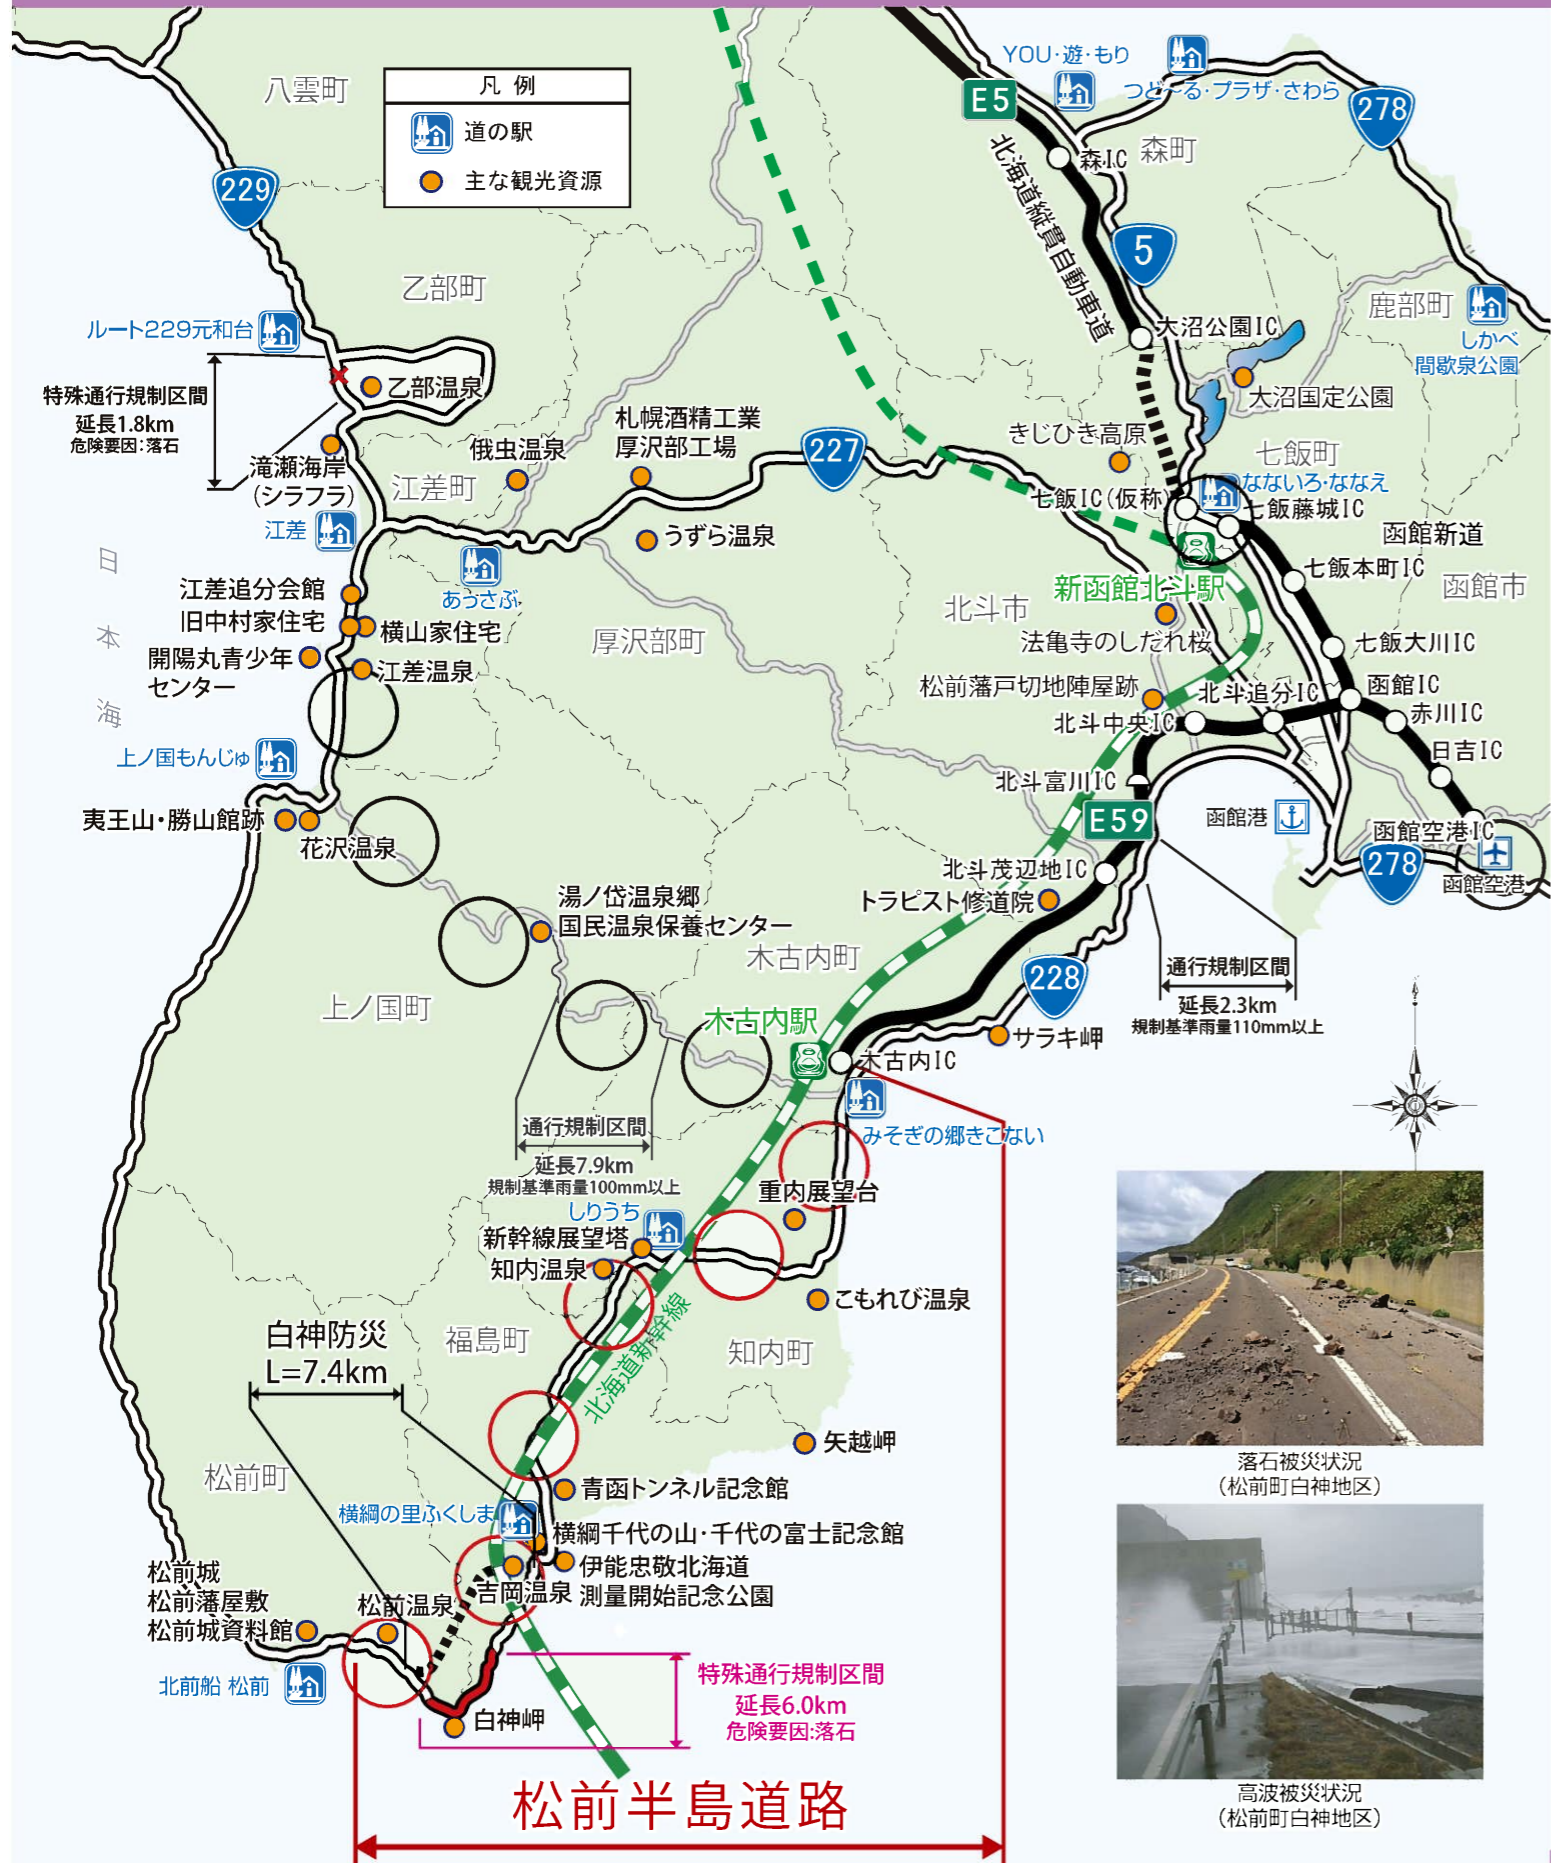 凡 例
道の駅
主な観光資源
八雲町
229
乙部町
ルート229元和台
特殊通行規制区間
延長1.8km
危険要因:落石
乙部温泉
滝瀬海岸
(シラフラ)
江差町
江差
俄虫温泉
札幌酒精工業
厚沢部工場
227
うずら温泉
あっさぶ
厚沢部町
日
本
海
江差追分会館
旧中村家住宅
横山家住宅
開陽丸青少年
センター
江差温泉
上ノ国もんじゅ
夷王山・勝山館跡
花沢温泉
湯ノ岱温泉郷
国民温泉保養センター
上ノ国町
YOU・遊・もり
つど〜る・プラザ・さわら
278
E5
森IC
森町
北海道縦貫自動車道
5
大沼公園IC
鹿部町
しかべ
間歇泉公園
大沼国定公園
きじひき高原
七飯町
なないろ・ななえ
七飯IC(仮称)
七飯藤城IC
函館新道
七飯本町IC
函館市
新函館北斗駅
北斗市
法亀寺のしだれ桜
七飯大川IC
松前藩戸切地陣屋跡
北斗追分IC
函館IC
北斗中央IC
赤川IC
日吉IC
北斗富川IC
E59
函館港
函館空港IC
278
函館空港
北斗茂辺地IC
トラピスト修道院
木古内町
228
通行規制区間
延長2.3km
規制基準雨量110mm以上
サラキ岬
木古内駅
木古内IC
みそぎの郷きこない
通行規制区間
延長7.9km
規制基準雨量100mm以上
しりうち
新幹線展望塔
知内温泉
重内展望台
こもれび温泉
北海道新幹線
知内町
福島町
白神防災
L=7.4km
矢越岬
松前町
青函トンネル記念館
横綱の里ふくしま
横綱千代の山・千代の富士記念館
伊能忠敬北海道
測量開始記念公園
吉岡温泉
松前城
松前藩屋敷
松前城資料館
松前温泉
北前船 松前
白神岬
特殊通行規制区間
延長6.0km
危険要因:落石
松前半島道路
落石被災状況
(松前町白神地区)
高波被災状況
(松前町白神地区)